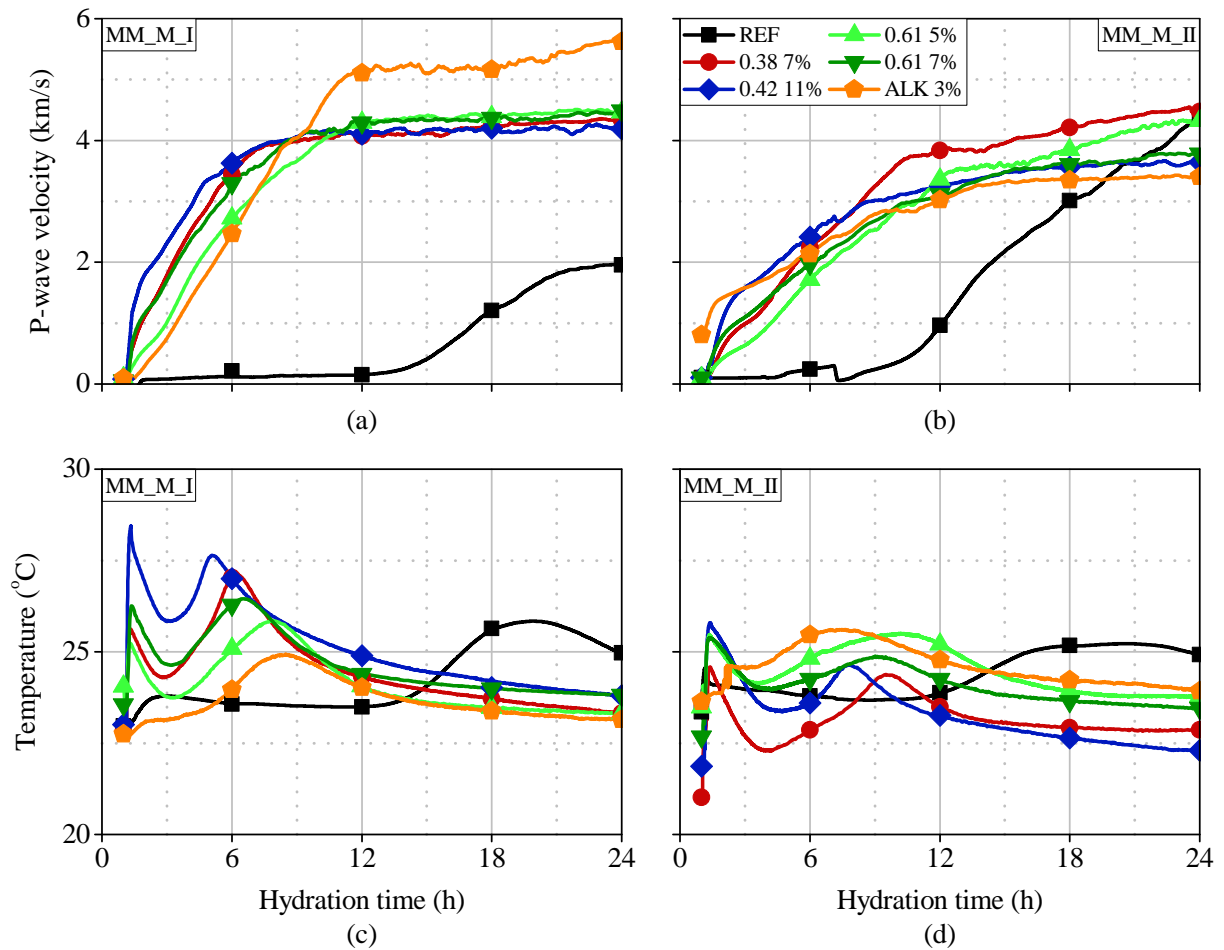 MM_M_I
6
4
2
0
P-wave velocity (km/s)
(a)
REF
0.38 7%
0.42 11%
0.61 5%
0.61 7%
ALK 3%
MM_M_II
(b)
MM_M_I
30
25
20
Temperature (°C)
0 6 12 18 24
Hydration time (h)
(c)
MM_M_II
0 6 12 18 24
Hydration time (h)
(d)